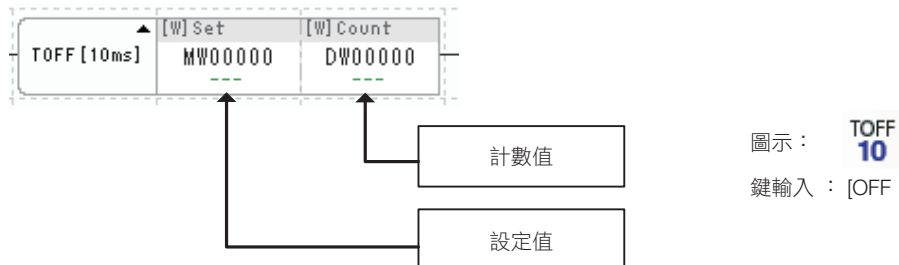 [W]Set [W]Count
TOFF[10ms] MW00000 DW00000
--- ---
計數值
設定值
圖示： TOFF 10
鍵輸入 ： [OFF